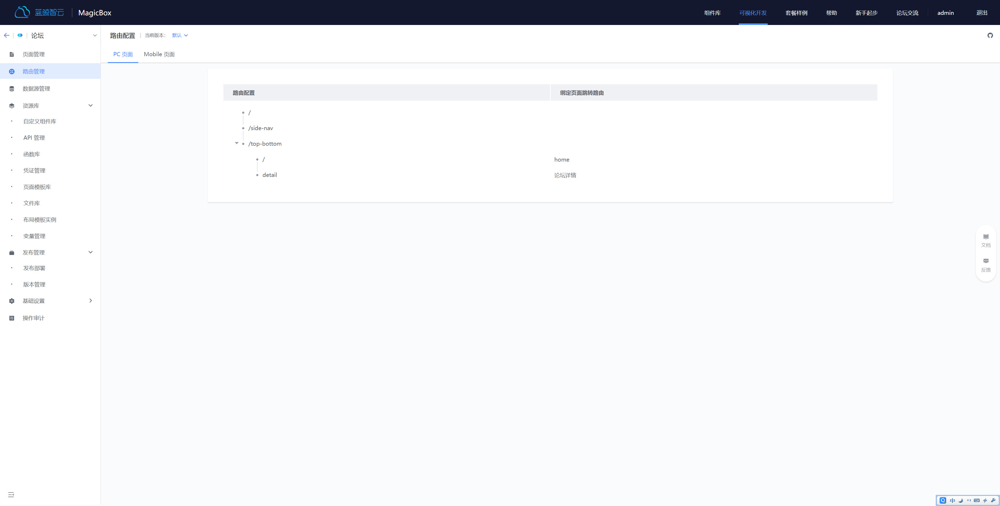 蓝鲸智云 MagicBox 组件库 可视化开发 套餐样例 帮助 新手起步 论坛交流 admin 退出
论坛 路由配置 当前版本： 默认
PC 页面 Mobile 页面
页面管理
路由管理
数据源管理
资源库
自定义组件库
API 管理
函数库
凭证管理
页面模板库
文件库
布局模板实例
变量管理
发布管理
发布部署
版本管理
基础设置
操作审计
路由配置 绑定页面跳转路由
/
/side-nav
/top-bottom
/ home
detail 论坛详情
文档
反馈
中